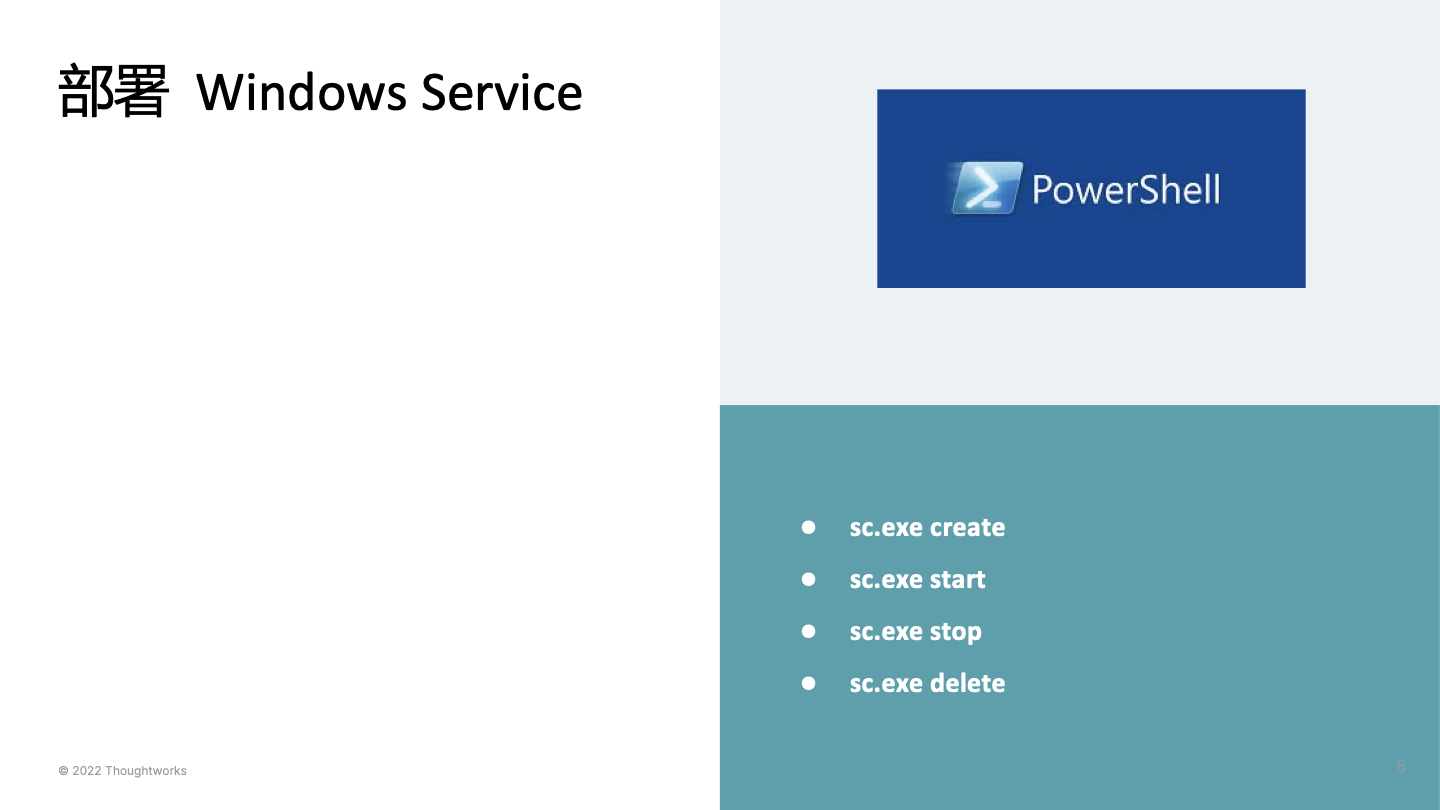 部署 Windows Service
PowerShell
● sc.exe create
● sc.exe start
● sc.exe stop
● sc.exe delete
© 2022 Thoughtworks
5